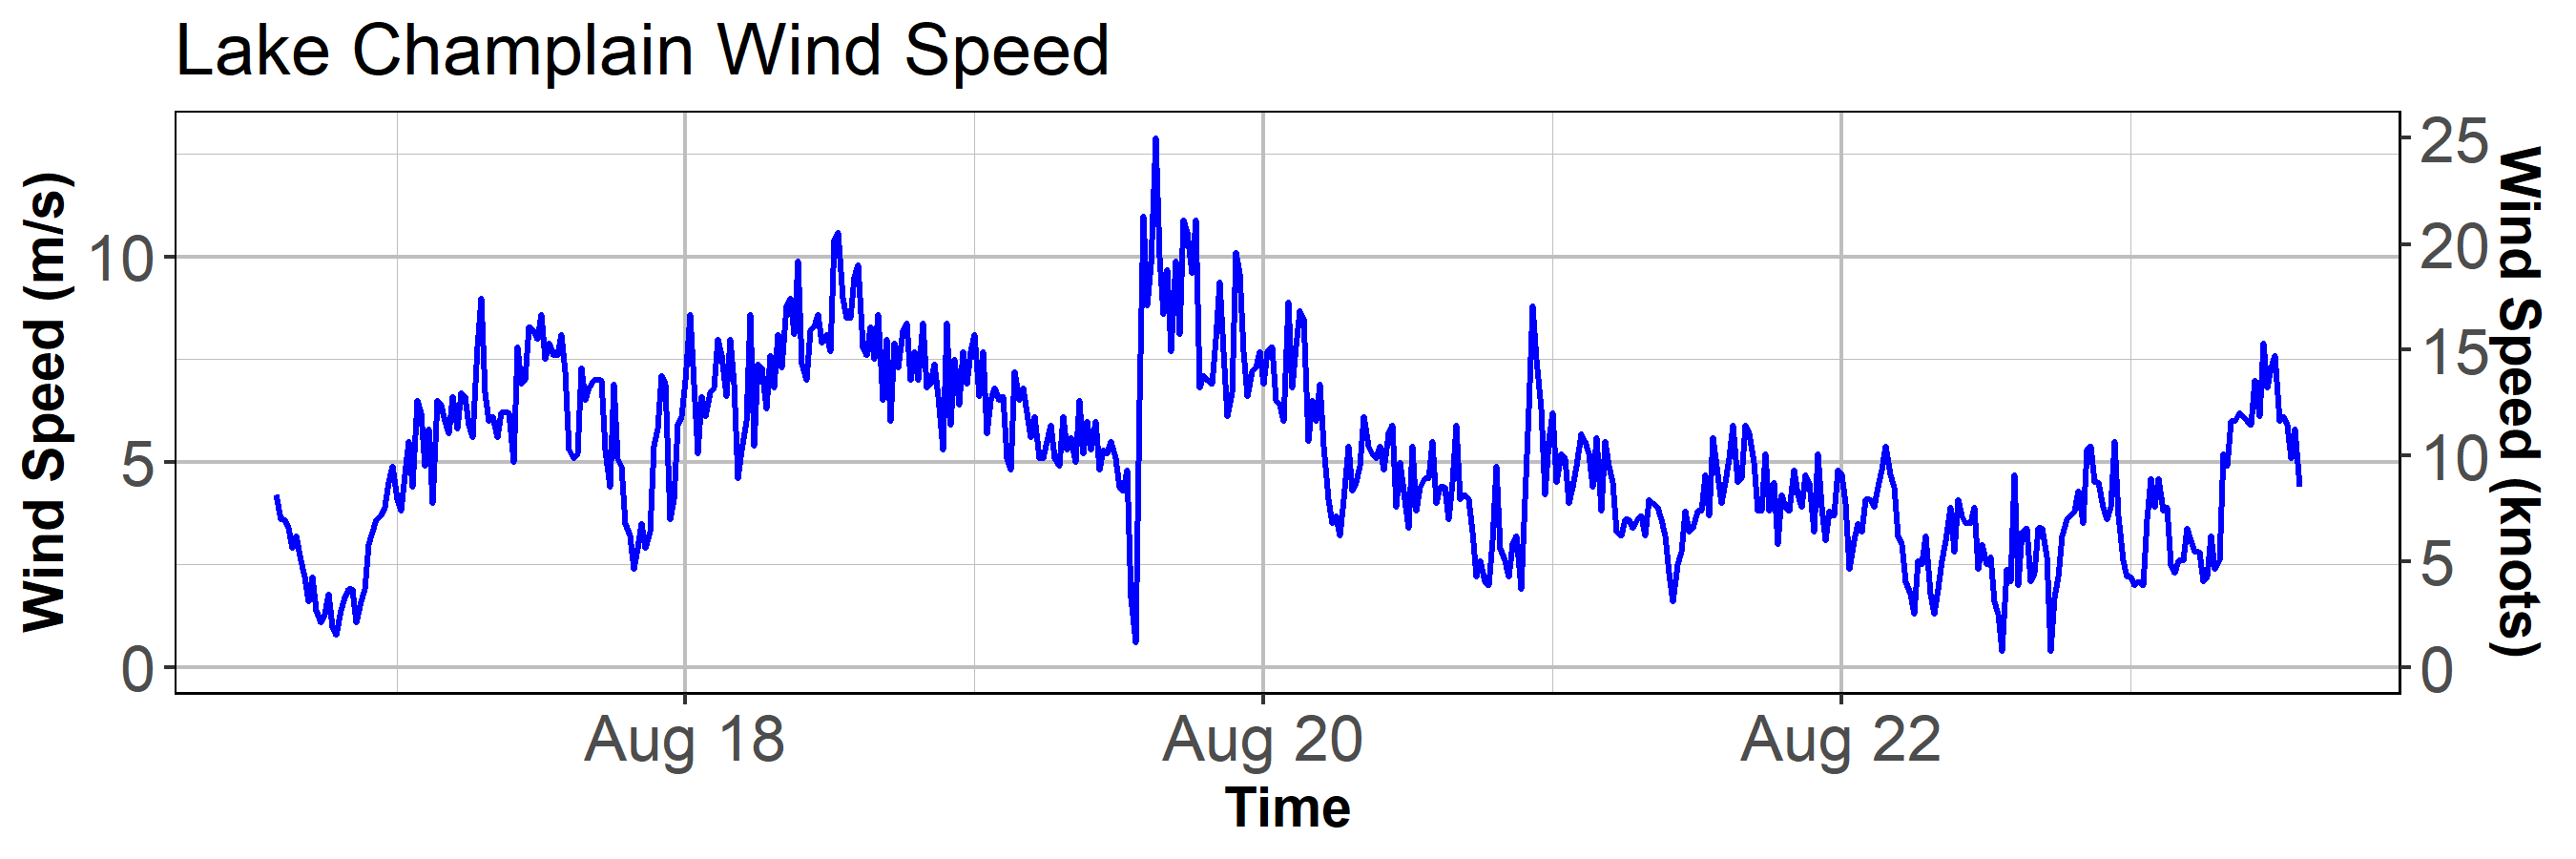 Lake Champlain Wind Speed
Wind Speed (m/s)
10
5
0
25
20
15
10
5
0
Wind Speed (knots)
Aug 18
Aug 20
Aug 22
Time